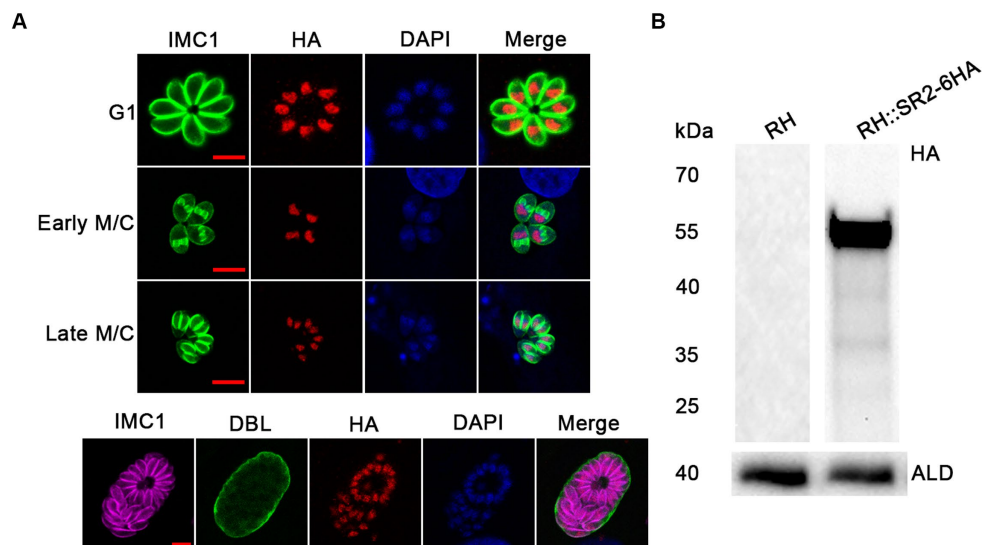 A
IMC1 HA DAPI Merge
G1
Early M/C
Late M/C
IMC1 DBL HA DAPI Merge
B
RH RH::SR2-6HA
kDa
HA
70
55
40
35
25
40 ALD